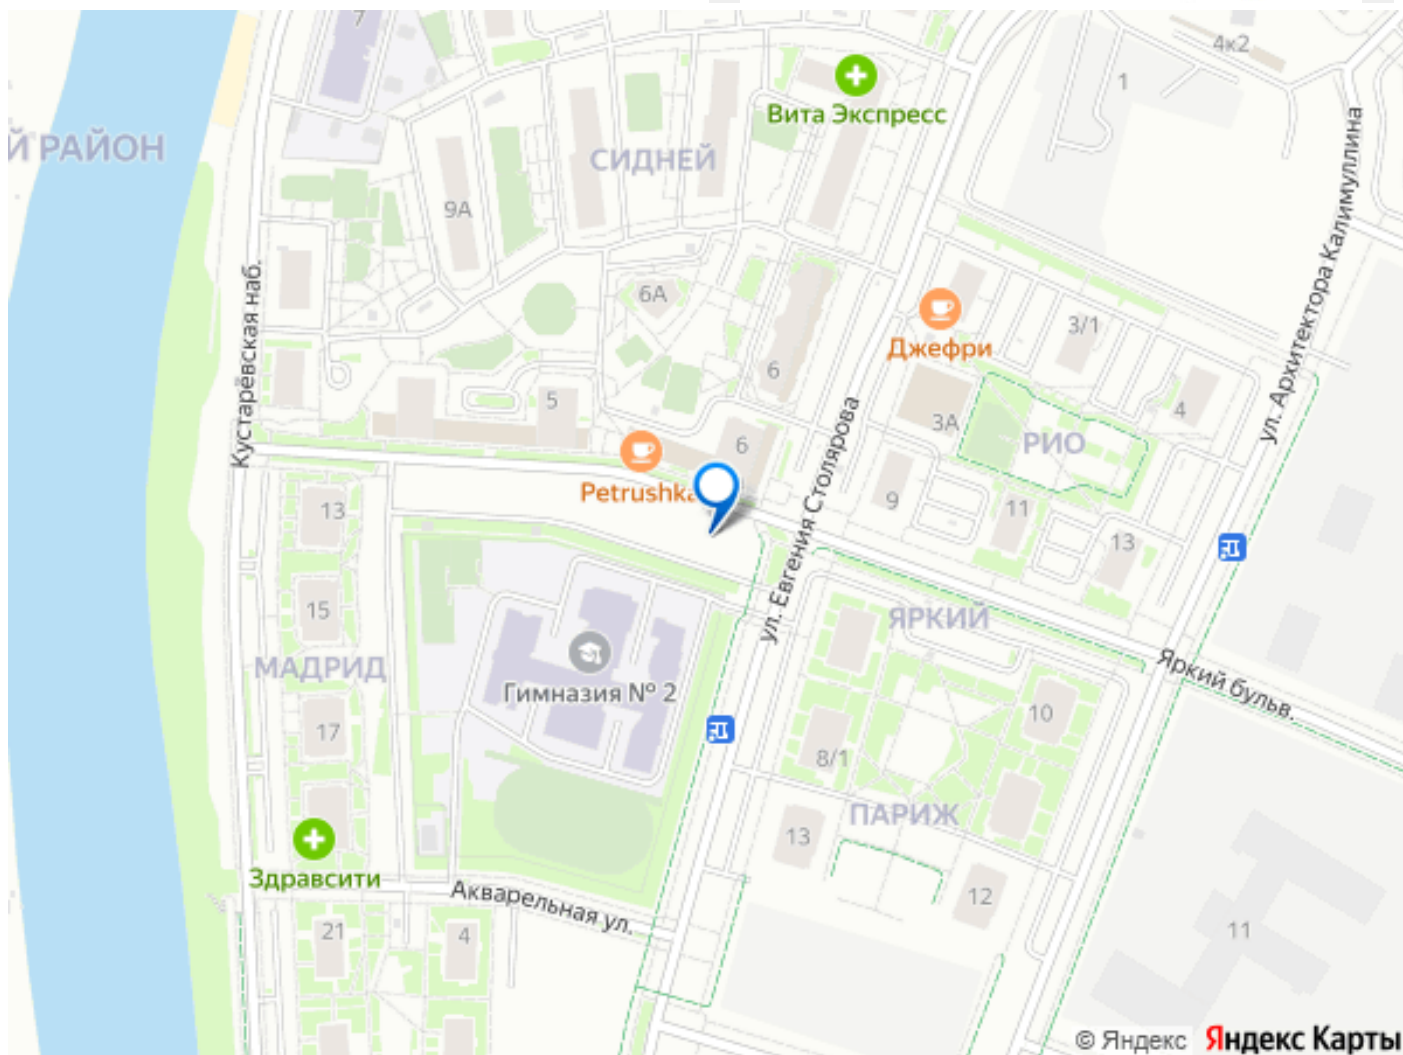 7
4к2
1
Вита Экспресс
Й РАЙОН
СИДНЕЙ
9А
ул. Архитектора Калимуллина
Кустарёвская наб.
6А
3/1
Джефри
6
5
4
3А
РИО
6
ул. Евгения Столярова
Petrushka
13
9
11
13
15
ЯРКИЙ
МАДРИД
Гимназия № 2
Яркий бульв.
17
10
8/1
ПАРИЖ
13
Здравсити
Акварельная ул.
12
21
4
11
© Яндекс
Яндекс Карты